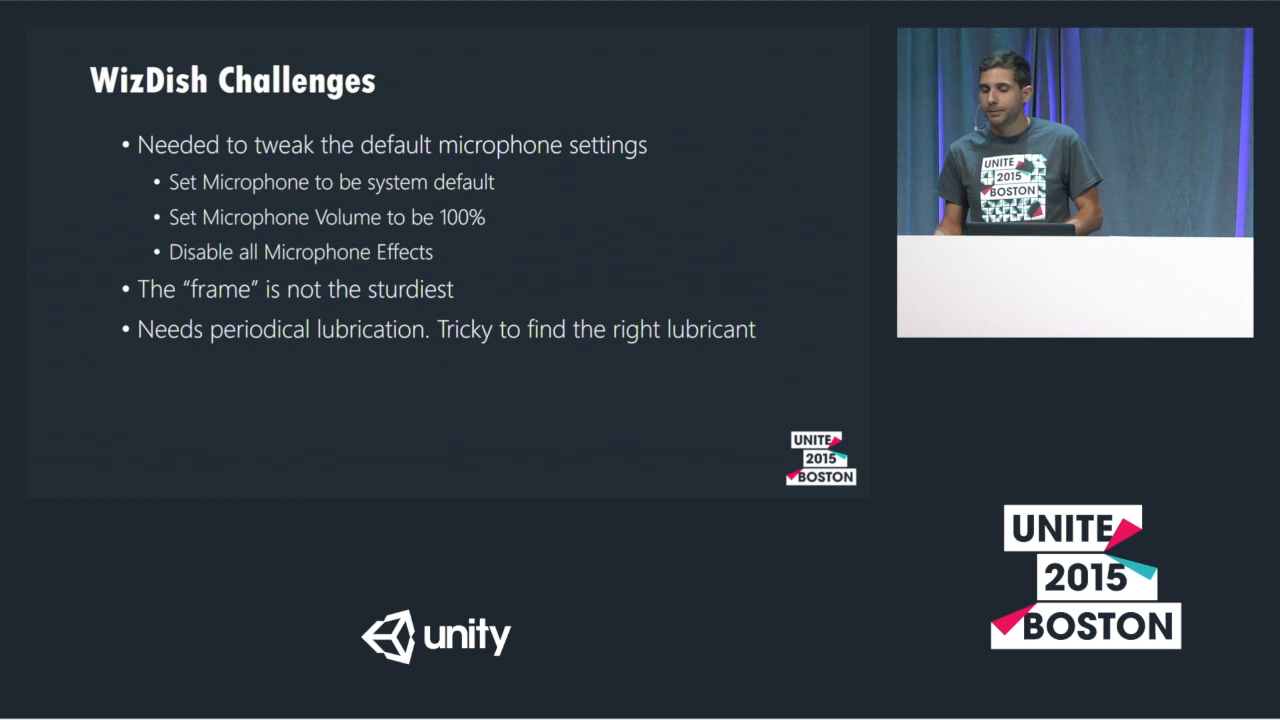 WizDish Challenges
• Needed to tweak the default microphone settings
• Set Microphone to be system default
• Set Microphone Volume to be 100%
• Disable all Microphone Effects
• The “frame” is not the sturdiest
• Needs periodical lubrication. Tricky to find the right lubricant
UNITE
2015
BOSTON
UNITE
2015
BOSTON
UNITE
2015
BOSTON
unity